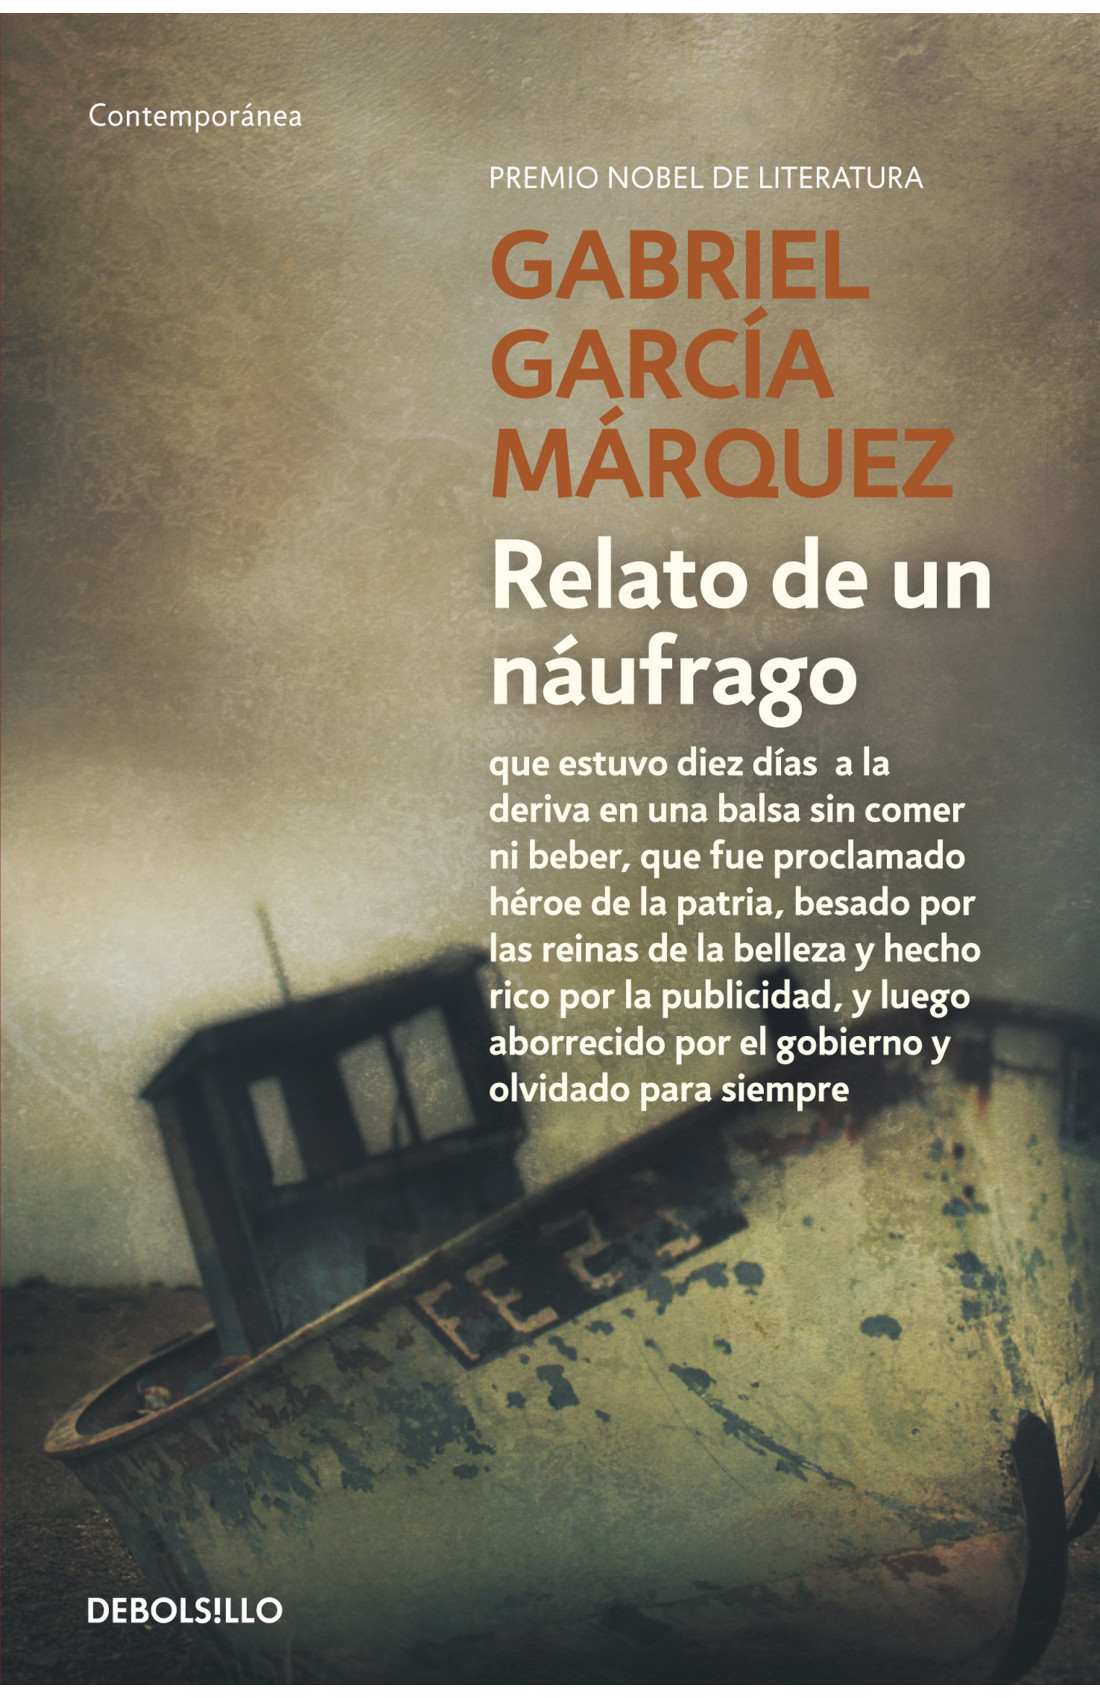 Contemporánea
PREMIO NOBEL DE LITERATURA
GABRIEL
GARCÍA
MÁRQUEZ
Relato de un
náufrago
que estuvo diez días  a la
deriva en una balsa sin comer
ni beber, que fue proclamado
héroe de la patria, besado por
las reinas de la belleza y hecho
rico por la publicidad, y luego
aborrecido por el gobierno y
olvidado para siempre
DEBOLS!LLO